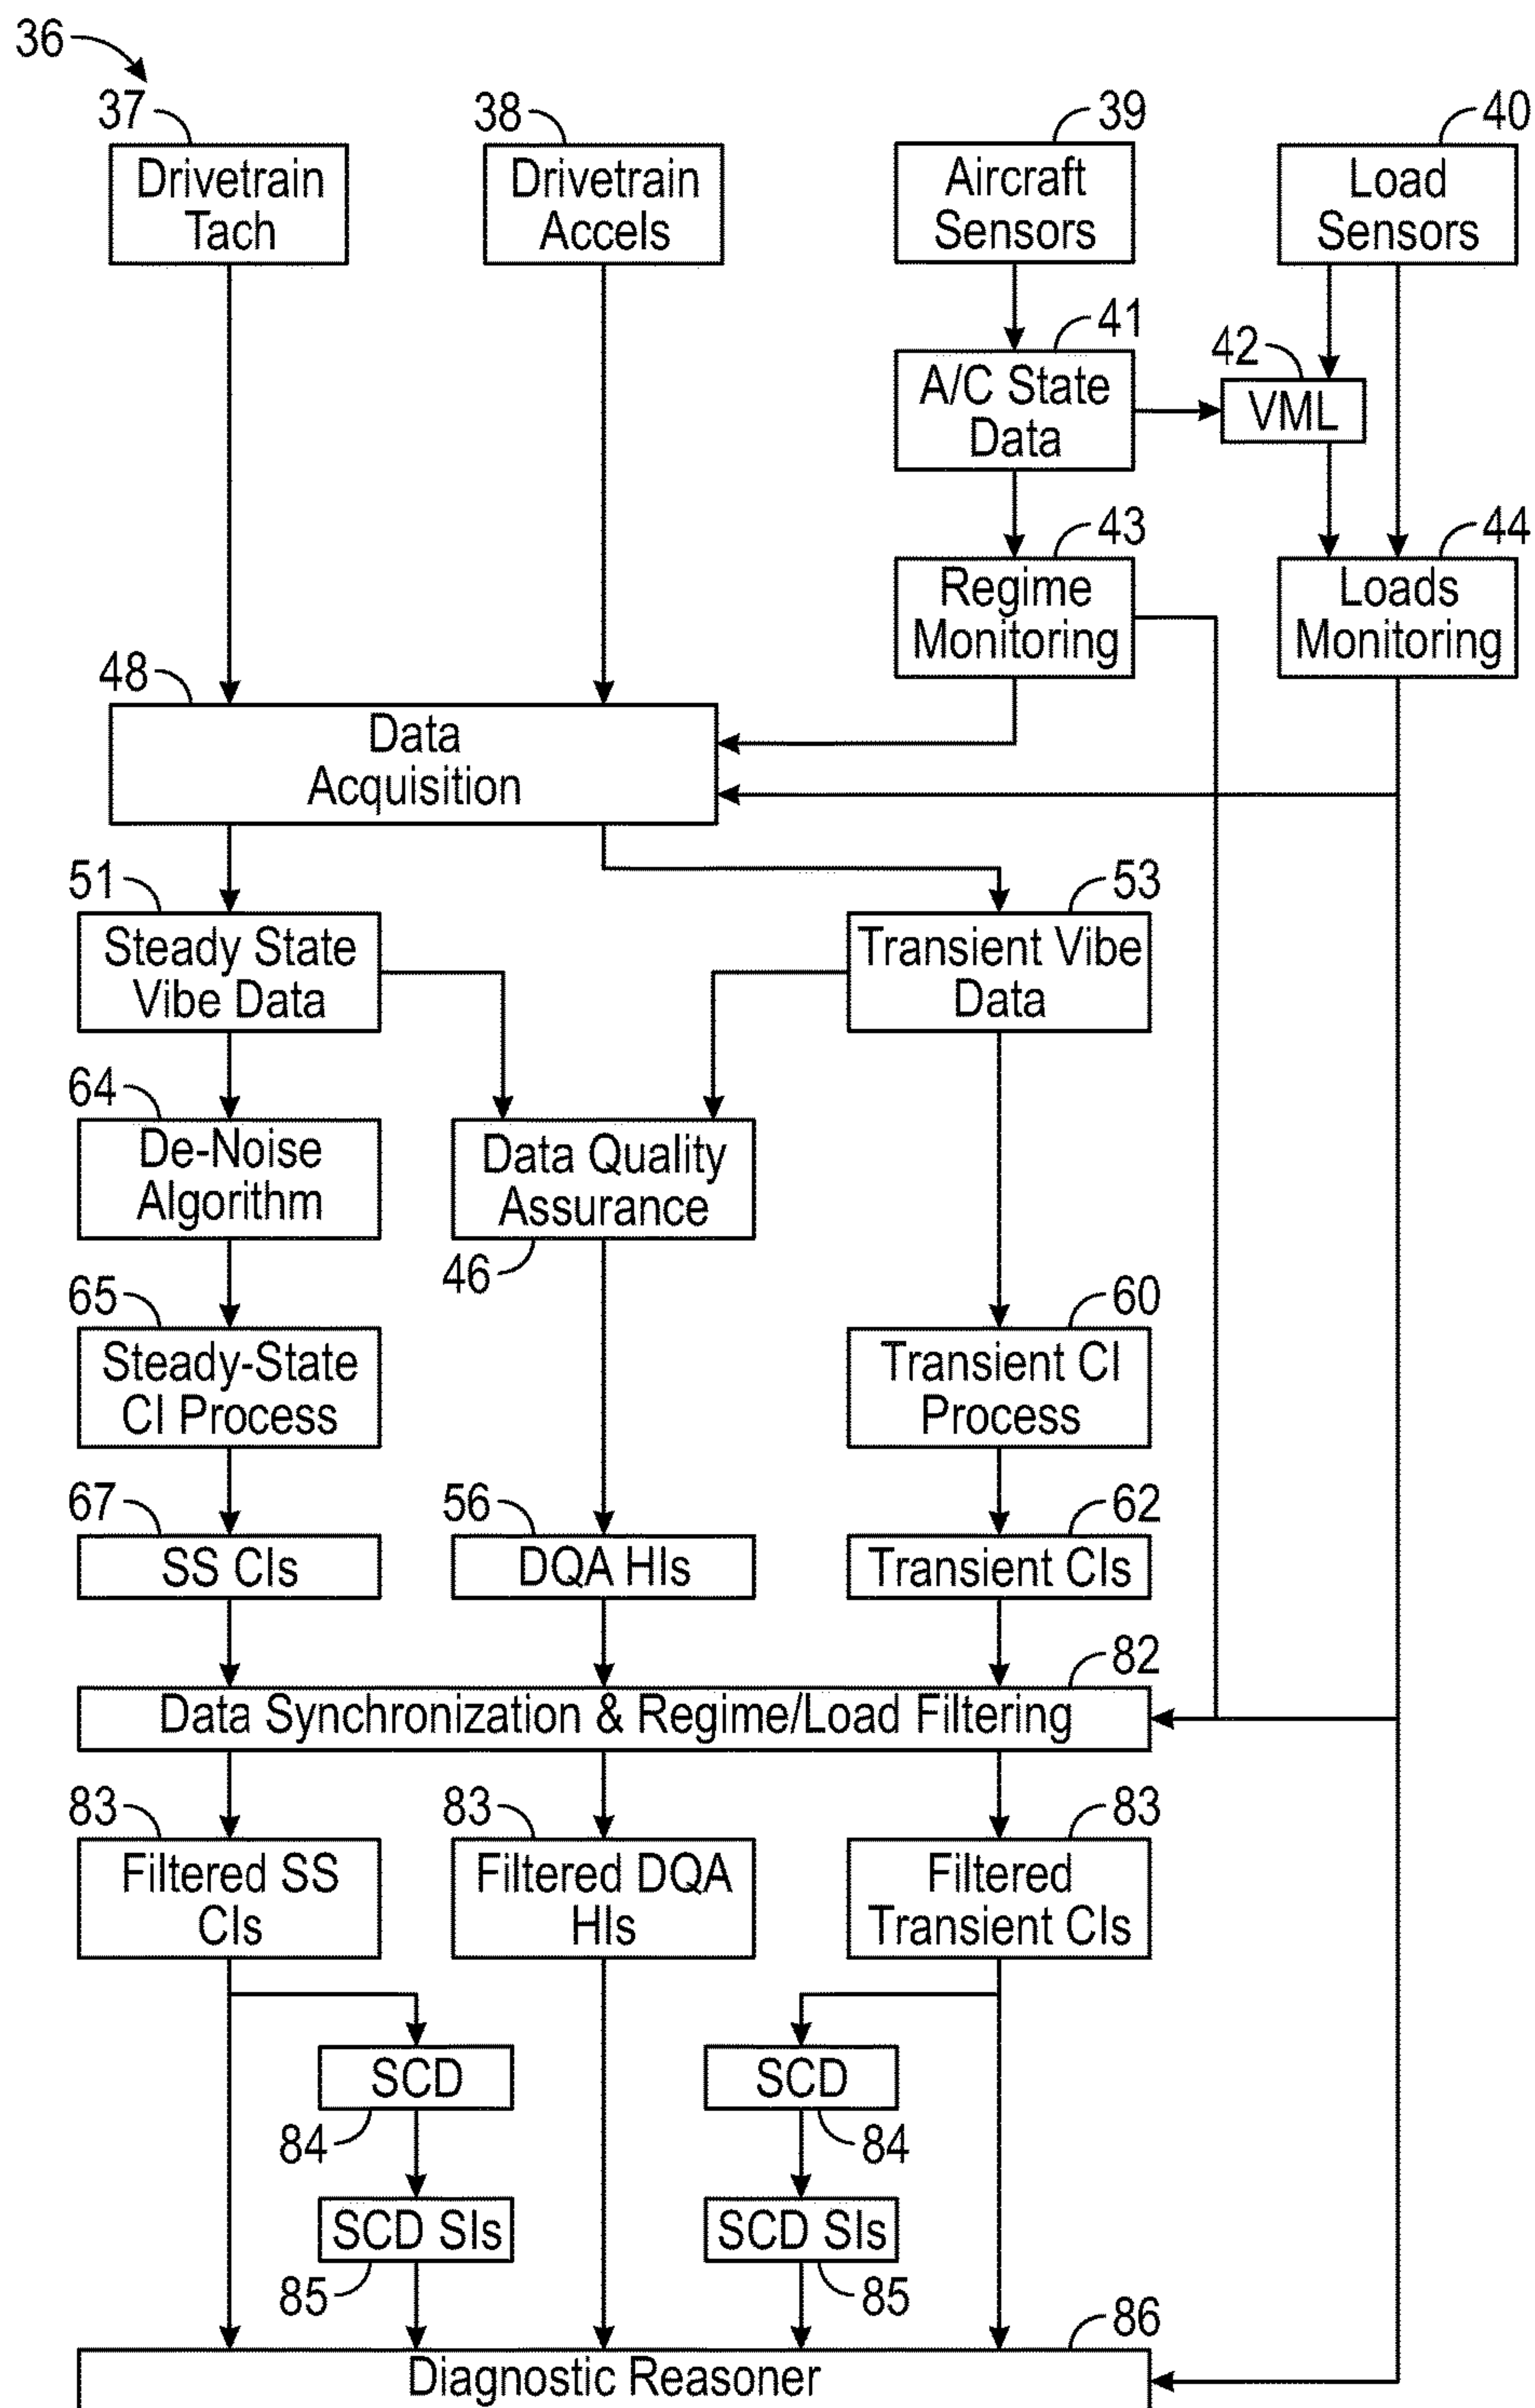 36
37
38
39
40
Drivetrain
Tach
Drivetrain
Accels
Aircraft
Sensors
Load
Sensors
41
42
A/C State
Data
VML
43
44
Regime
Monitoring
Loads
Monitoring
48
Data
Acquisition
51
53
Steady State
Vibe Data
Transient Vibe
Data
64
De-Noise
Algorithm
Data Quality
Assurance
46
65
60
Steady-State
CI Process
Transient CI
Process
67
56
62
SS CIs
DQA HIs
Transient CIs
82
Data Synchronization & Regime/Load Filtering
83
83
83
Filtered SS
CIs
Filtered DQA
HIs
Filtered
Transient CIs
SCD
SCD
84
84
SCD SIs
SCD SIs
85
85
86
Diagnostic Reasoner